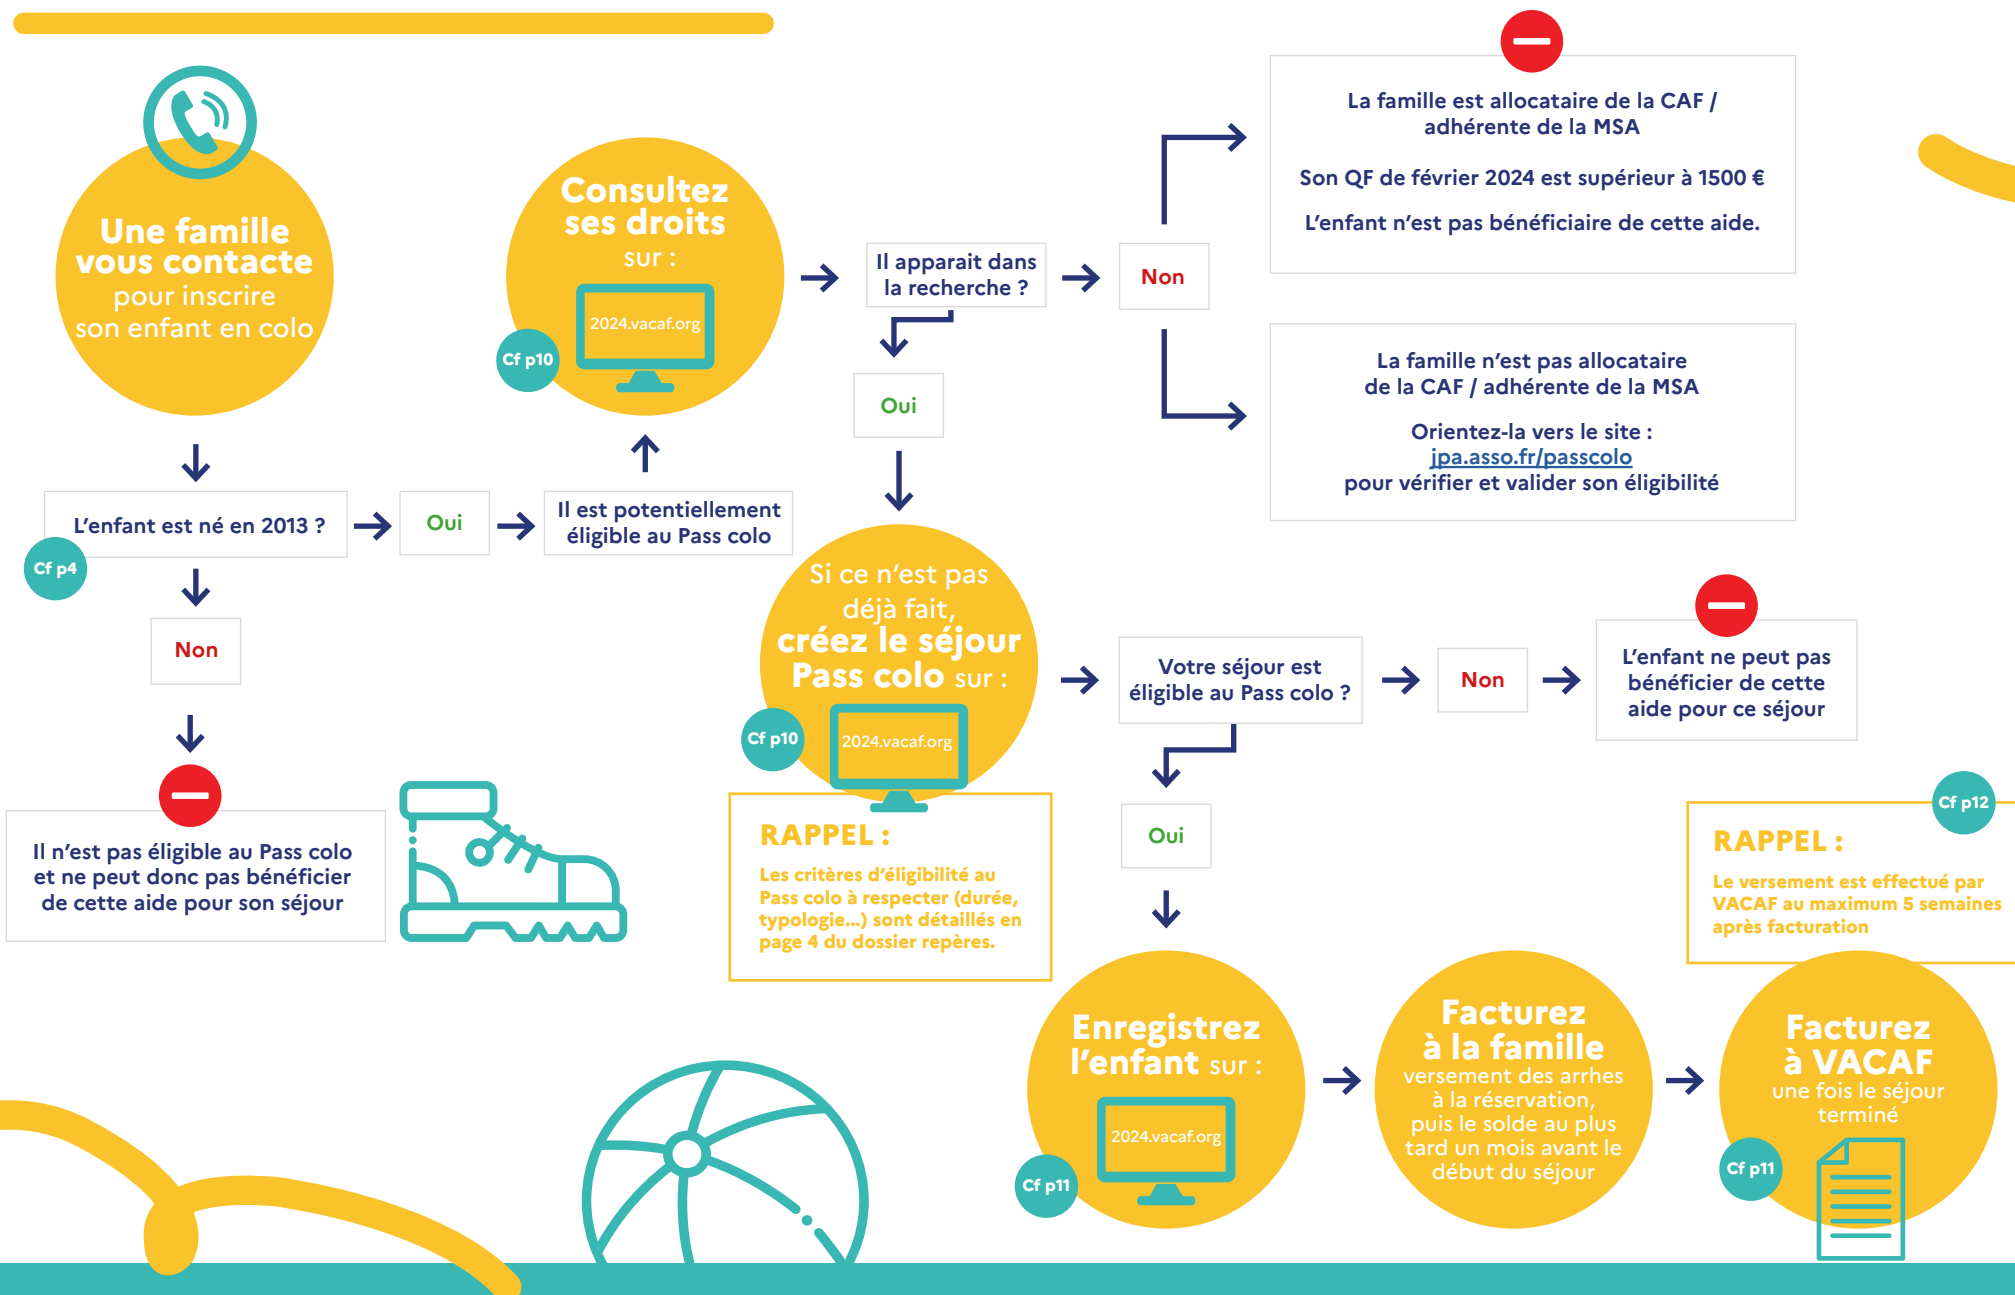 Une famille
vous contacte
pour inscrire
son enfant en colo
L'enfant est né en 2013 ?
Cf p4
Oui
Il est potentiellement
éligible au Pass colo
Non
Il n'est pas éligible au Pass colo
et ne peut donc pas bénéficier
de cette aide pour son séjour
Consultez
ses droits
sur :
2024.vacaf.org
Cf p10
Il apparait dans
la recherche ?
Non
La famille est allocataire de la CAF /
adhérente de la MSA
Son QF de février 2024 est supérieur à 1500 €
L'enfant n'est pas bénéficiaire de cette aide.
La famille n'est pas allocataire
de la CAF / adhérente de la MSA
Orientez-la vers le site :
jpa.asso.fr/passcolo
pour vérifier et valider son éligibilité
Oui
Si ce n'est pas
déjà fait,
créez le séjour
Pass colo sur :
2024.vacaf.org
Cf p10
RAPPEL :
Les critères d'éligibilité au
Pass colo à respecter (durée,
typologie...) sont détaillés en
page 4 du dossier repères.
Votre séjour est
éligible au Pass colo ?
Non
L'enfant ne peut pas
bénéficier de cette
aide pour ce séjour
Oui
Enregistrez
l'enfant sur :
2024.vacaf.org
Cf p11
Facturez
à la famille
versement des arrhes
à la réservation,
puis le solde au plus
tard un mois avant le
début du séjour
Cf p12
RAPPEL :
Le versement est effectué par
VACAF au maximum 5 semaines
après facturation
Facturez
à VACAF
une fois le séjour
terminé
Cf p11